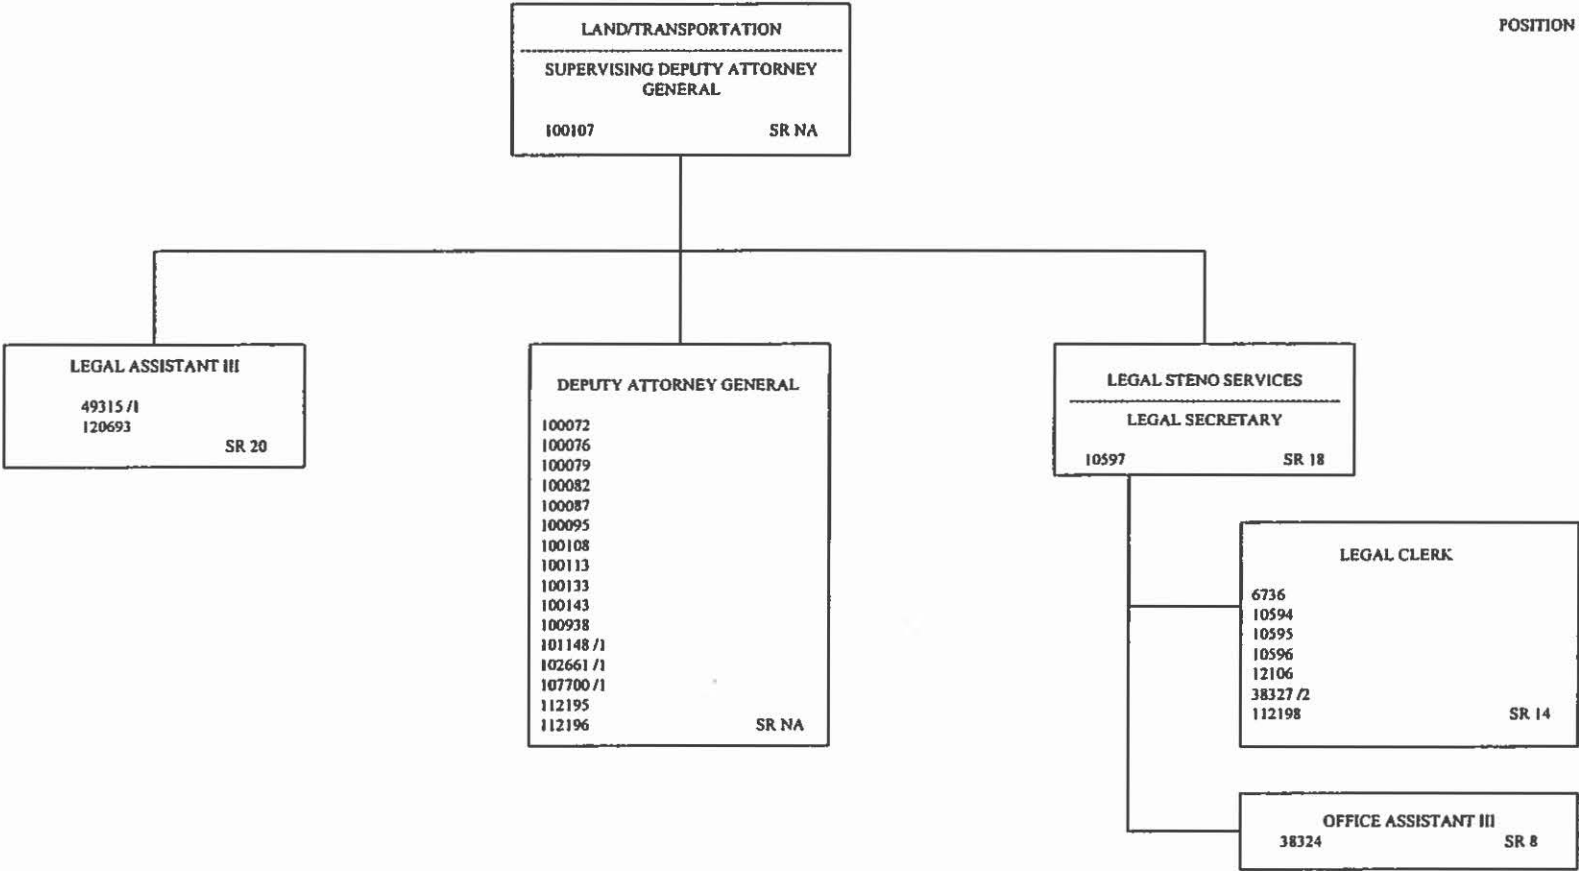 POSITION
LAND/TRANSPORTATION
SUPERVISING DEPUTY ATTORNEY
GENERAL
100107 SR NA
LEGAL ASSISTANT III
49315 /1
120693
SR 20
DEPUTY ATTORNEY GENERAL
100072
100076
100079
100082
100087
100095
100108
100113
100133
100143
100938
101148 /1
102661 /1
107700 /1
112195
112196 SR NA
LEGAL STENO SERVICES
LEGAL SECRETARY
10597 SR 18
LEGAL CLERK
6736
10594
10595
10596
12106
38327 /2
112198 SR 14
OFFICE ASSISTANT III
38324 SR 8